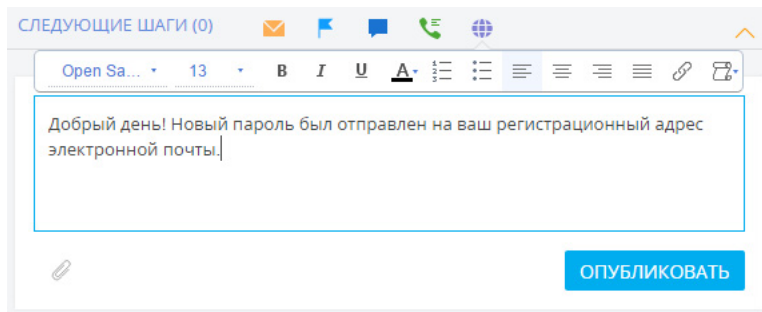 СЛЕДУЮЩИЕ ШАГИ (0)
Open Sa... 13 B I U A
Добрый день! Новый пароль был отправлен на ваш регистрационный адрес
электронной почты.
ОПУБЛИКОВАТЬ